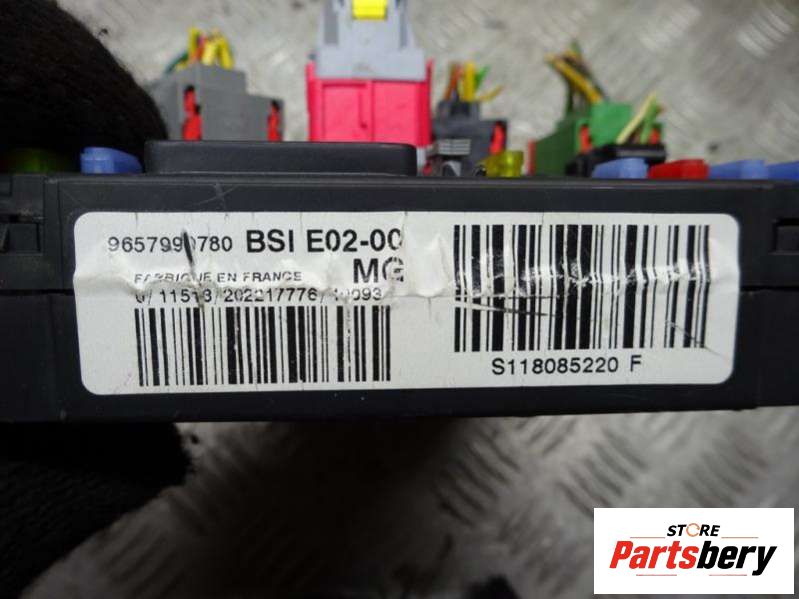 9657990780 BSI E02-00
FABRIQUE EN FRANCE MG
S118085220 F
STORE
Partsbery